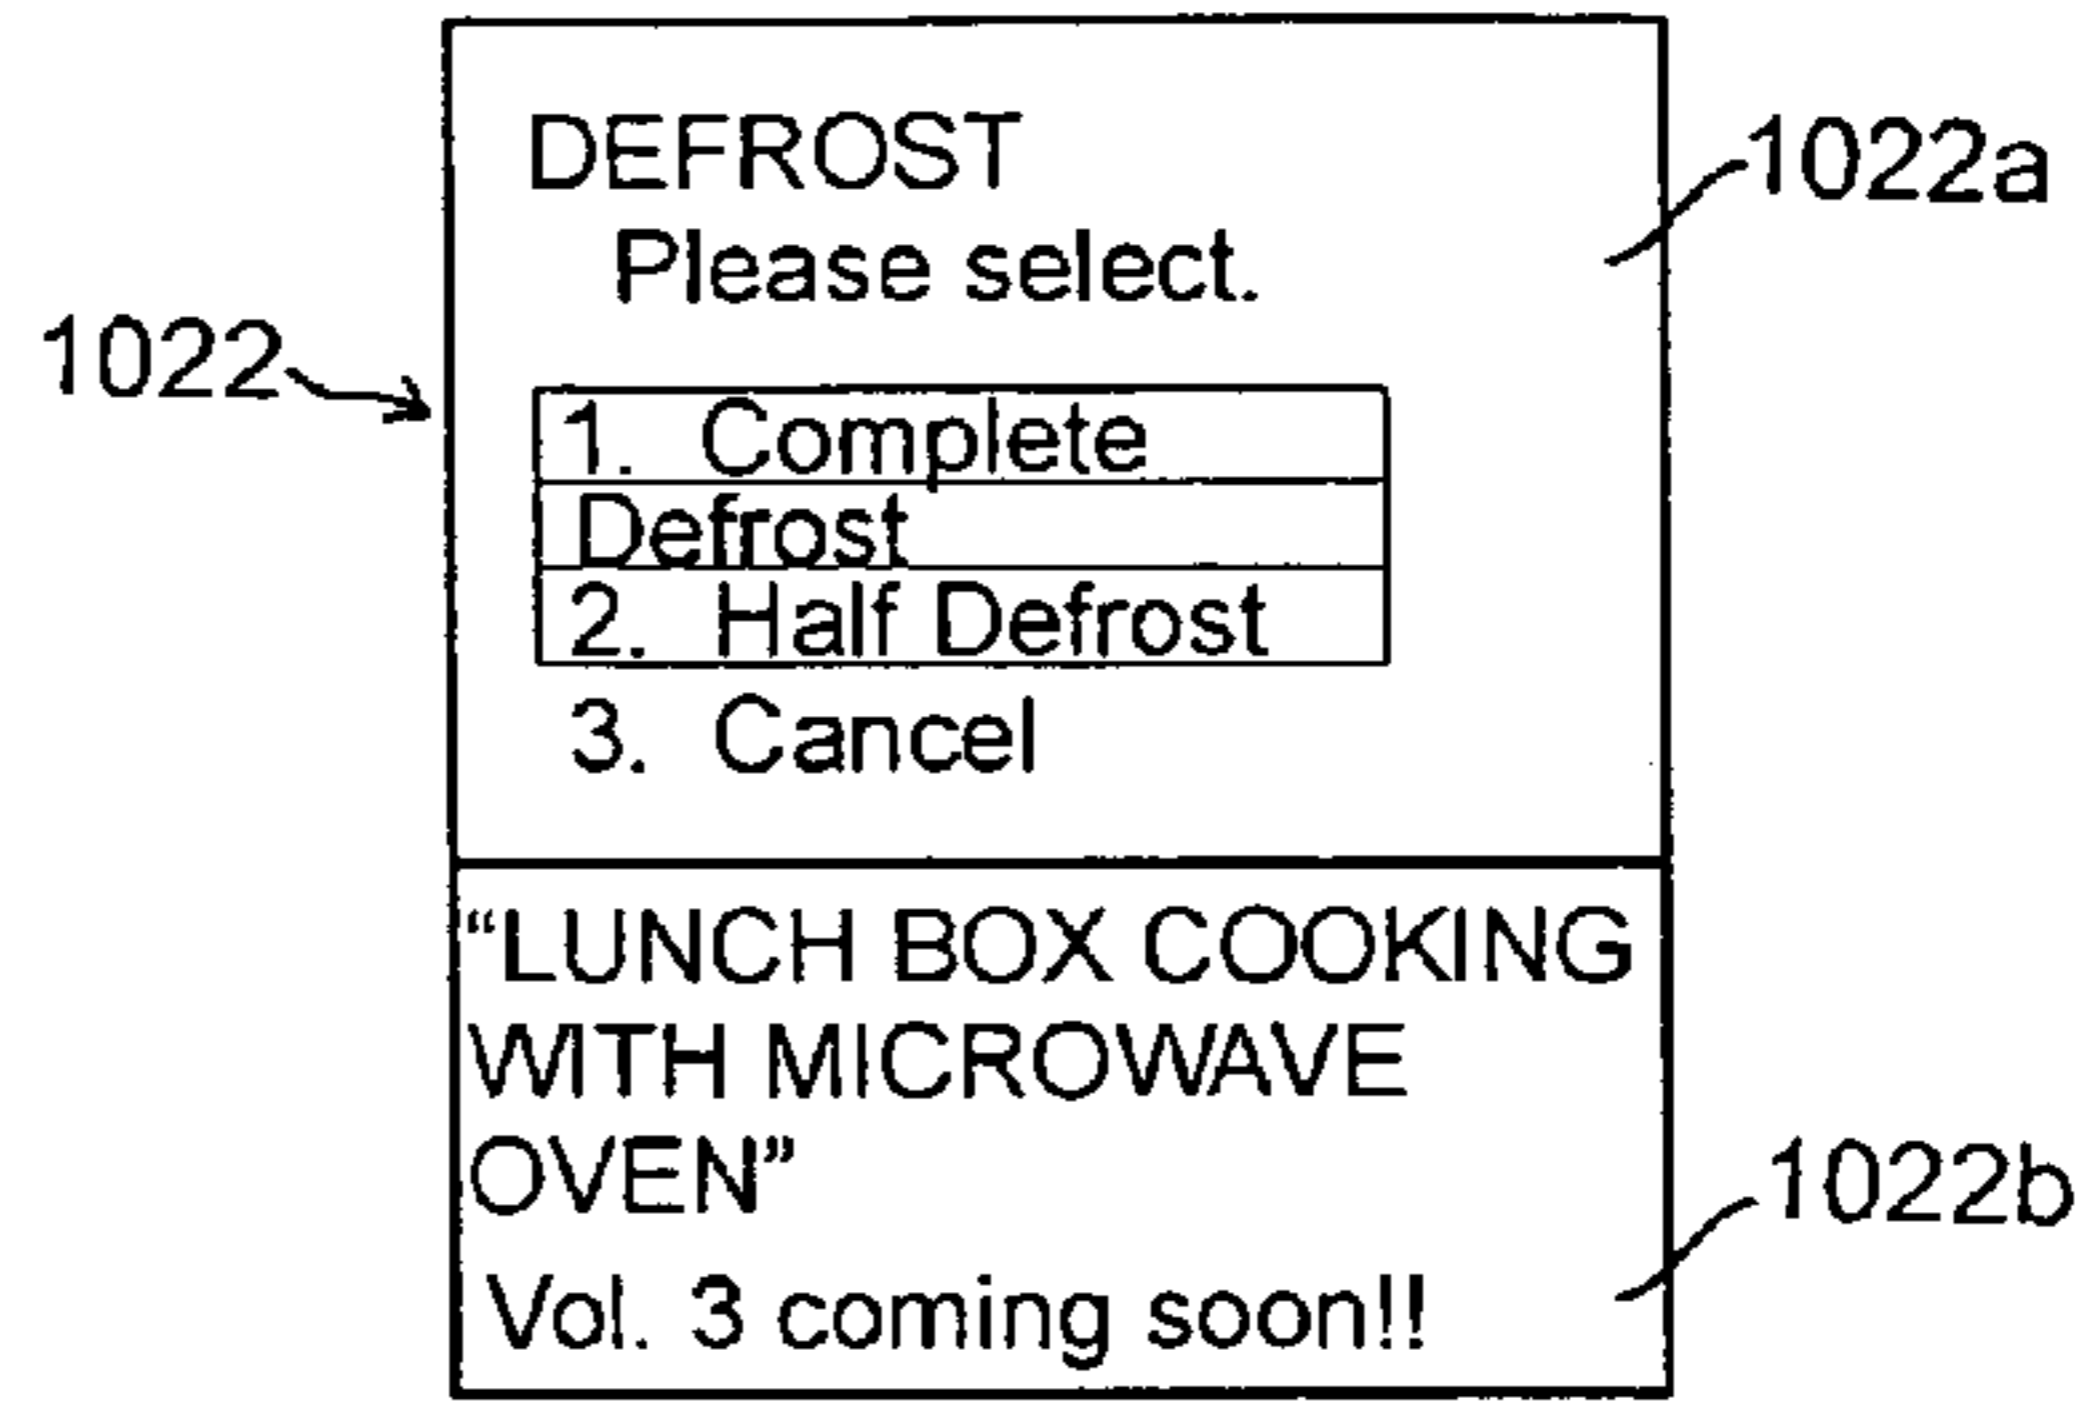 DEFROST
1022a
Please select.
1022
1. Complete
Defrost
2. Half Defrost
3. Cancel
“LUNCH BOX COOKING
WITH MICROWAVE
OVEN”
1022b
Vol. 3 coming soon!!